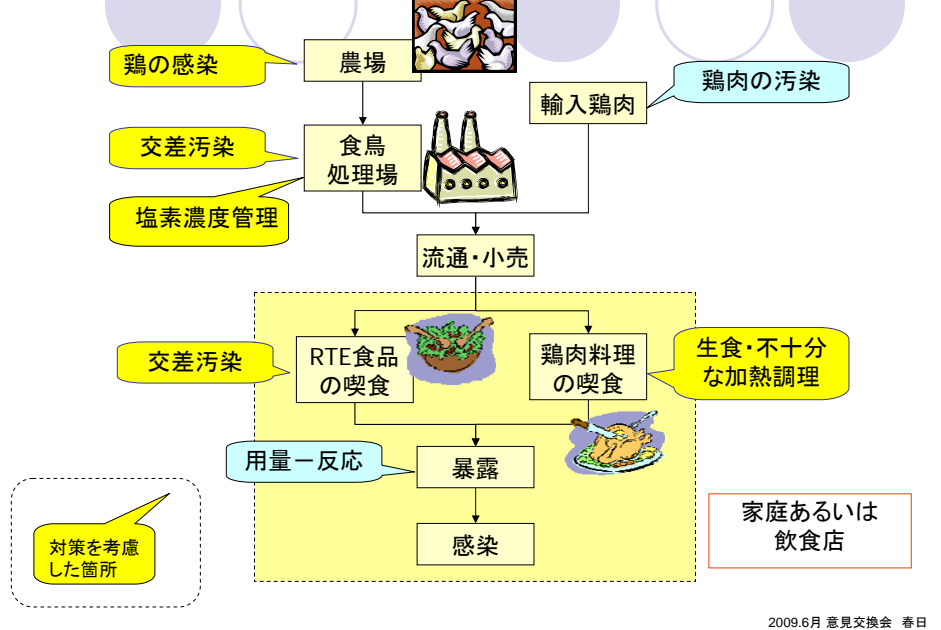 鶏の感染
農場
輸入鶏肉
鶏肉の汚染
交差汚染
食鳥
処理場
塩素濃度管理
流通・小売
交差汚染
RTE食品
の喫食
鶏肉料理
の喫食
生食・不十分
な加熱調理
用量－反応
暴露
感染
家庭あるいは
飲食店
対策を考慮
した箇所
2009.6月 意見交換会 春日